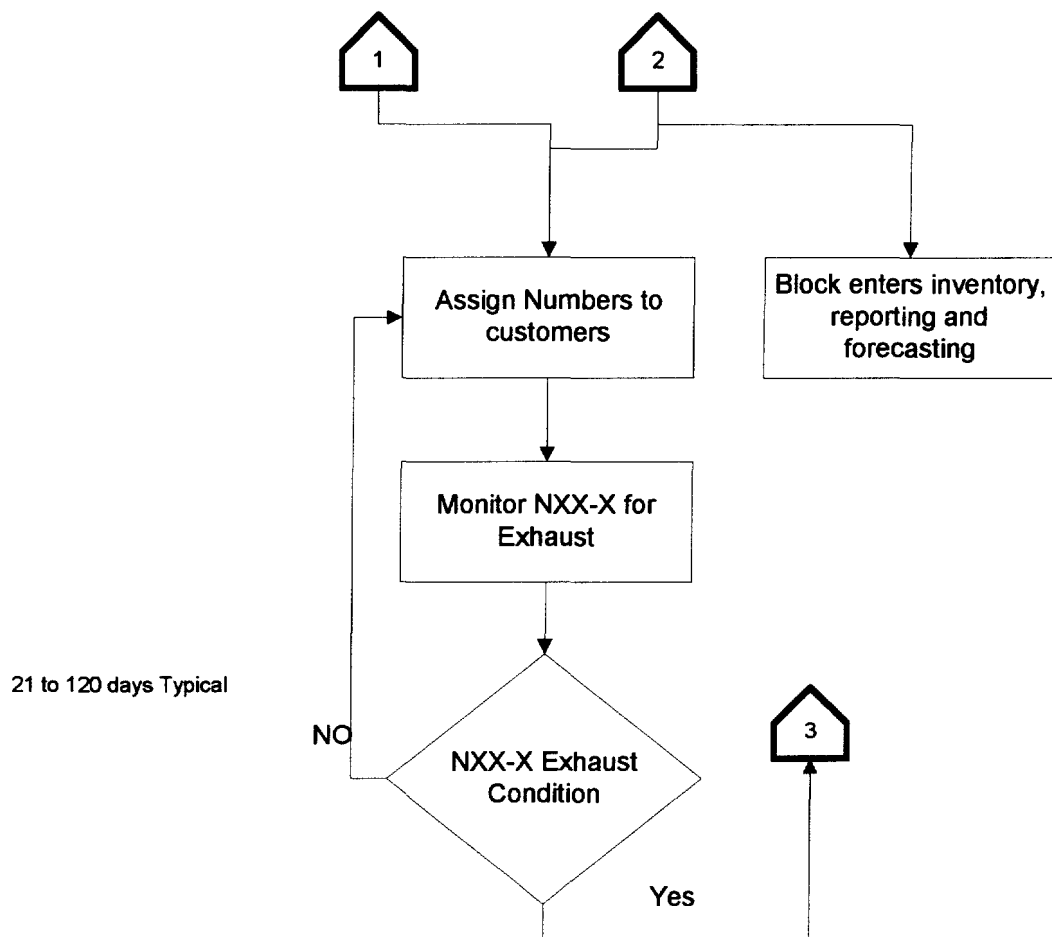 1
2
Assign Numbers to
customers
Block enters inventory,
reporting and
forecasting
Monitor NXX-X for
Exhaust
21 to 120 days Typical
NO
NXX-X Exhaust
Condition
3
Yes